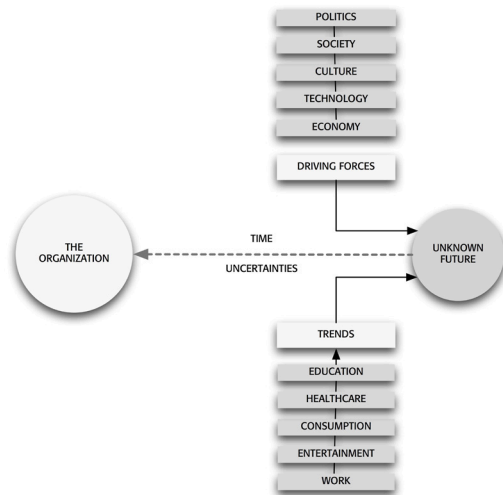 POLITICS
SOCIETY
CULTURE
TECHNOLOGY
ECONOMY
DRIVING FORCES
THE
ORGANIZATION
TIME
UNCERTAINTIES
UNKNOWN
FUTURE
TRENDS
EDUCATION
HEALTHCARE
CONSUMPTION
ENTERTAINMENT
WORK